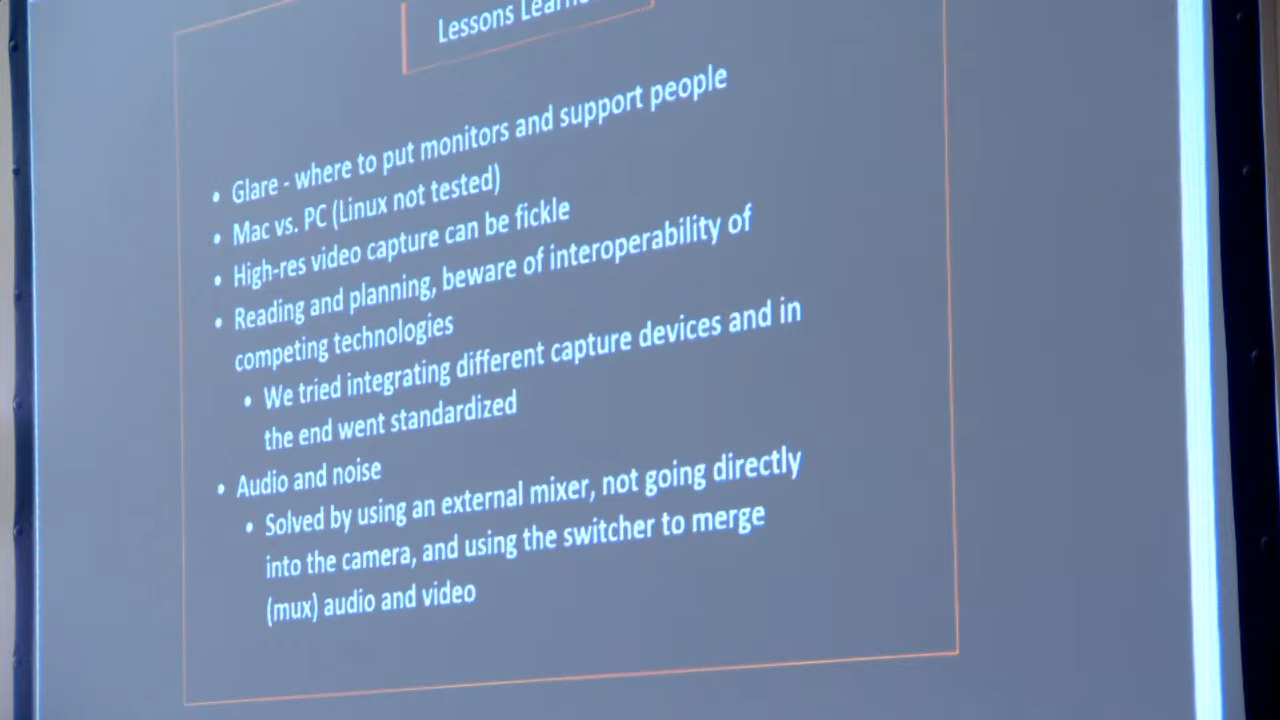 Lessons
• Glare - where to put monitors and support people
• Mac vs. PC (Linux not tested)
• High-res video capture can be fickle
• Reading and planning, beware of interoperability of
competing technologies
• We tried integrating different capture devices and in
the end went standardized
• Audio and noise
• Solved by using an external mixer, not going directly
into the camera, and using the switcher to merge
(mux) audio and video